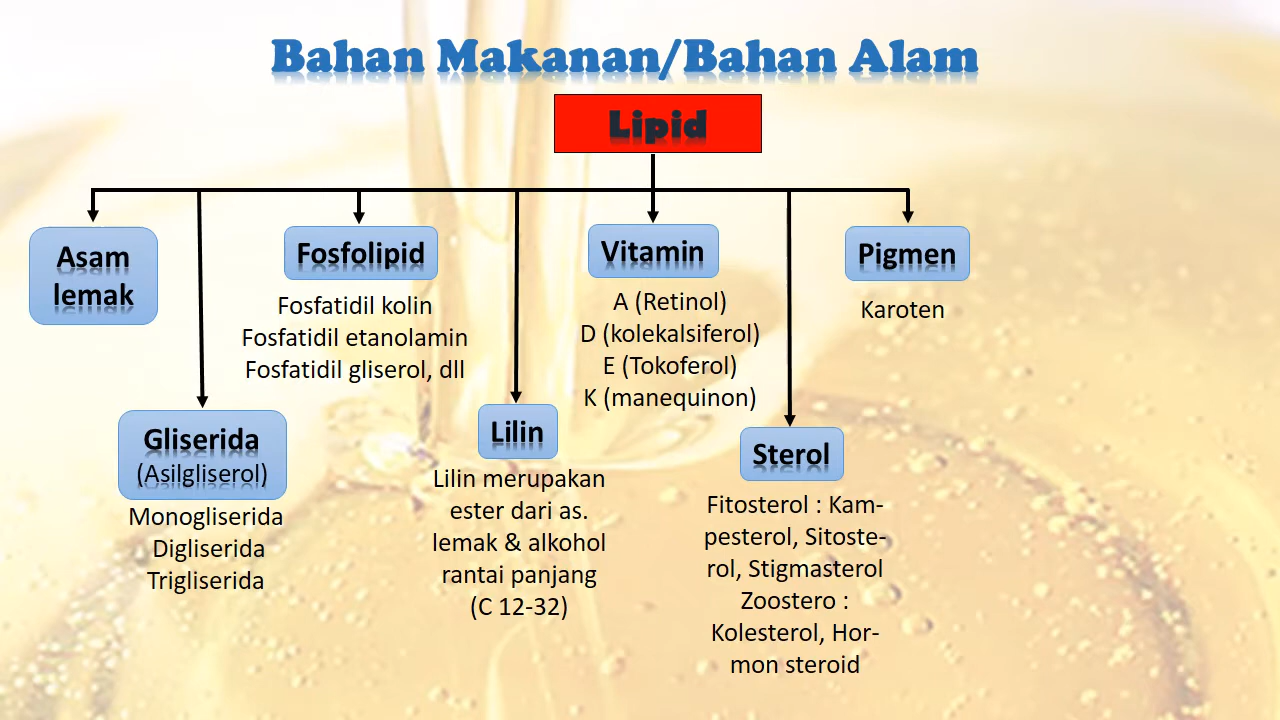 Bahan Makanan/Bahan Alam
Lipid
Asam
lemak
Gliserida
(Asilgliserol)
Monogliserida
Digliserida
Trigliserida
Fosfolipid
Fosfatidil kolin
Fosfatidil etanolamin
Fosfatidil gliserol, dll
Lilin
Lilin merupakan
ester dari as.
lemak & alkohol
rantai panjang
(C 12-32)
Vitamin
A (Retinol)
D (kolekalsiferol)
E (Tokoferol)
K (manequinon)
Sterol
Fitosterol : Kam-
pesterol, Sitoste-
rol, Stigmasterol
Zoostero :
Kolesterol, Hor-
mon steroid
Pigmen
Karoten